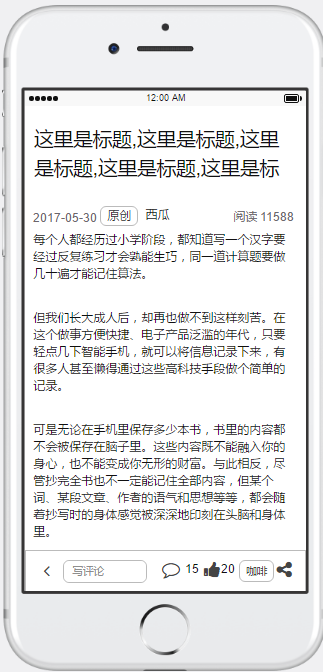 12:00 AM
这里是标题,这里是标题,这里
是标题,这里是标题,这里是标
2017-05-30 原创 西瓜 阅读 11588
每个人都经历过小学阶段，都知道写一个汉字要
经过反复练习才会熟能生巧，同一道计算题要做
几十遍才能记住算法。
但我们长大成人后，却再也做不到这样刻苦。在
这个做事方便快捷、电子产品泛滥的年代，只要
轻点几下智能手机，就可以将信息记录下来，有
很多人甚至懒得通过这些高科技手段做个简单的
记录。
可是无论在手机里保存多少本书，书里的内容都
不会被保存在脑子里。这些内容既不能融入你的
身心，也不能变成你无形的财富。与此相反，尽
管抄完全书也不一定能记住全部内容，但某个
词、某段文章、作者的语气和思想等等，都会随
着抄写时的身体感觉被深深地印刻在头脑和身体
里。
写评论 15 20 咖啡